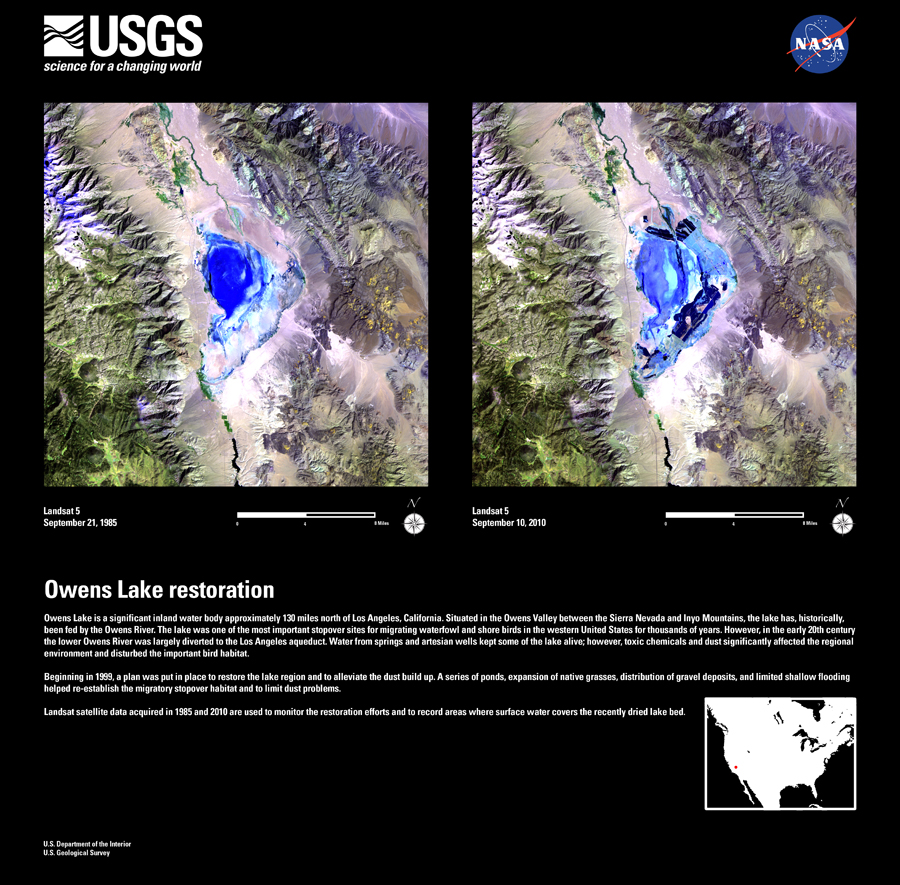 USGS
science for a changing world
NASA
Landsat 5
September 21, 1985
0 4 8 Miles
N
Landsat 5
September 10, 2010
0 4 8 Miles
N
Owens Lake restoration
Owens Lake is a significant inland water body approximately 130 miles north of Los Angeles, California. Situated in the Owens Valley between the Sierra Nevada and Inyo Mountains, the lake has, historically,
been fed by the Owens River. The lake was one of the most important stopover sites for migrating waterfowl and shore birds in the western United States for thousands of years. However, in the early 20th century
the lower Owens River was largely diverted to the Los Angeles aqueduct. Water from springs and artesian wells kept some of the lake alive; however, toxic chemicals and dust significantly affected the regional
environment and disturbed the important bird habitat.
Beginning in 1999, a plan was put in place to restore the lake region and to alleviate the dust build up. A series of ponds, expansion of native grasses, distribution of gravel deposits, and limited shallow flooding
helped re-establish the migratory stopover habitat and to limit dust problems.
Landsat satellite data acquired in 1985 and 2010 are used to monitor the restoration efforts and to record areas where surface water covers the recently dried lake bed.
U.S. Department of the Interior
U.S. Geological Survey